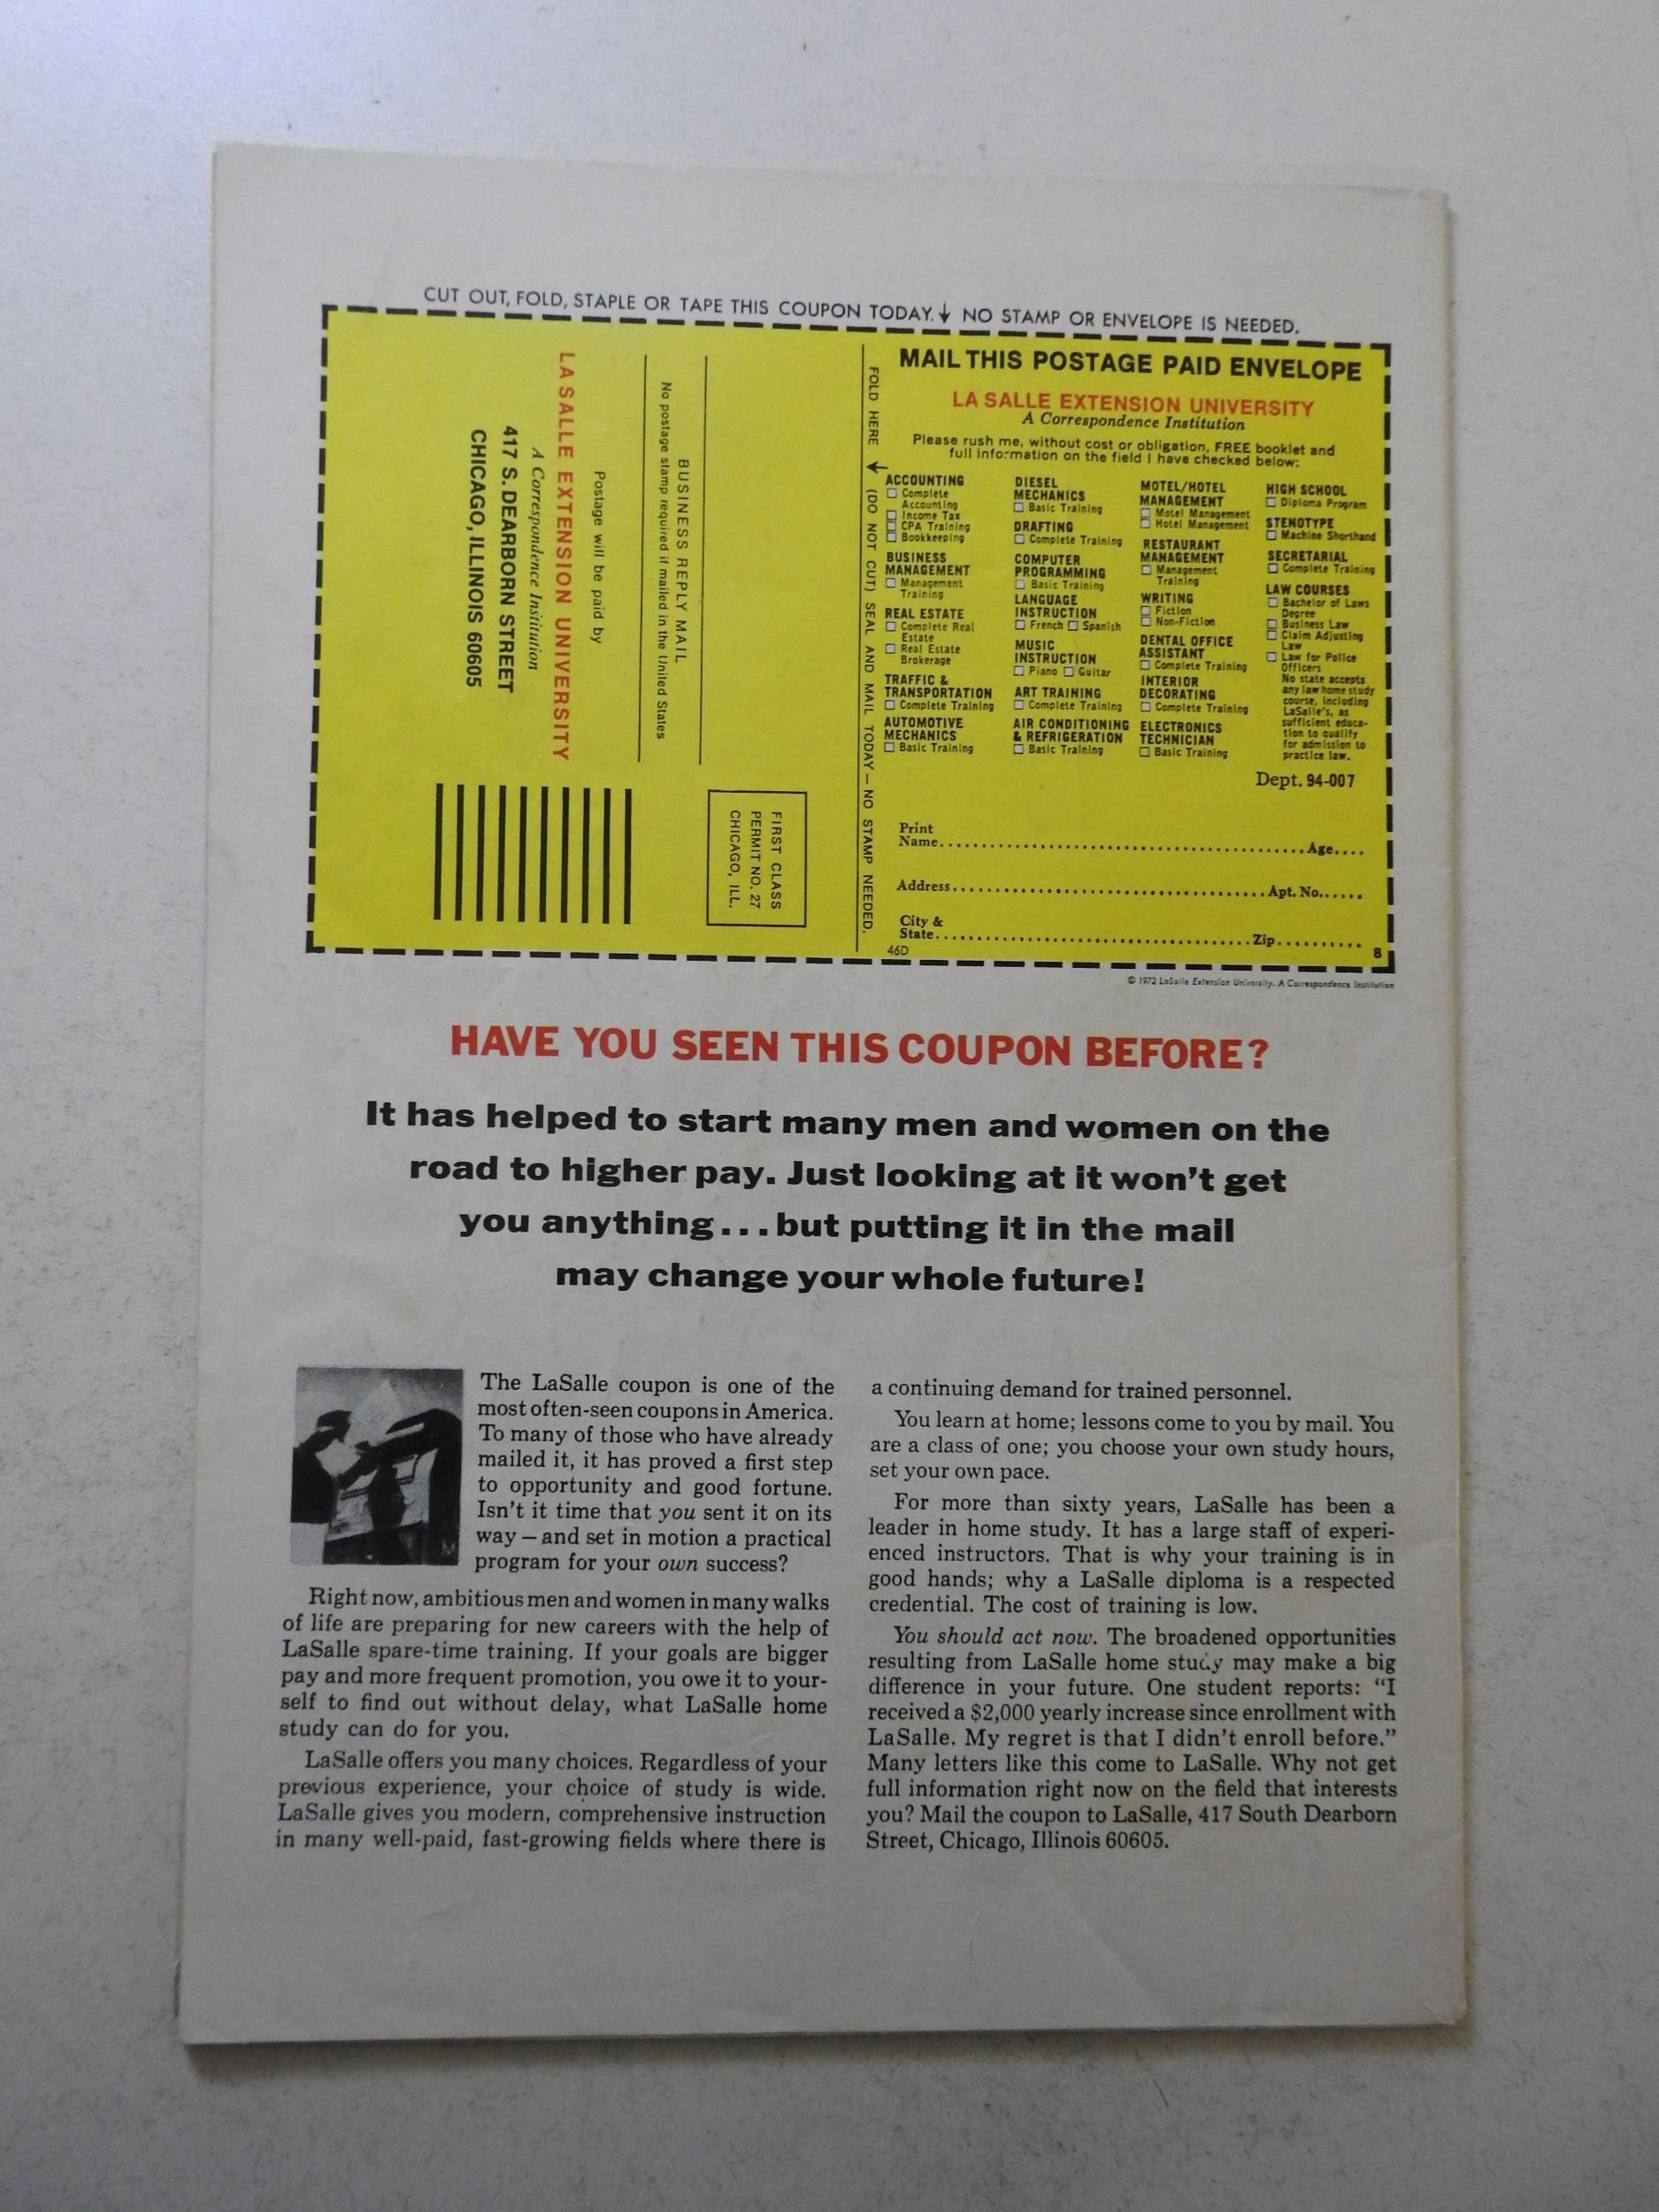 CUT OUT, FOLD, STAPLE OR TAPE THIS COUPON TODAY.↓ NO STAMP OR ENVELOPE IS NEEDED.
BUSINESS REPLY MAIL
No postage stamp required if mailed in the United States
Postage will be paid by
LA SALLE EXTENSION UNIVERSITY
A Correspondence Institution
417 S. DEARBORN STREET
CHICAGO, ILLINOIS 60605
FIRST CLASS
PERMIT NO. 27
CHICAGO, ILL.
FOLD HERE ← (DO NOT CUT) SEAL AND MAIL TODAY — NO STAMP NEEDED.
MAIL THIS POSTAGE PAID ENVELOPE
LA SALLE EXTENSION UNIVERSITY
A Correspondence Institution
Please rush me, without cost or obligation, FREE booklet and
full information on the field I have checked below:
ACCOUNTING
☐ Complete
Accounting
☐ Income Tax
☐ CPA Training
☐ Bookkeeping
BUSINESS
MANAGEMENT
☐ Management
Training
REAL ESTATE
☐ Complete Real
Estate
☐ Real Estate
Brokerage
TRAFFIC &
TRANSPORTATION
☐ Complete Training
AUTOMOTIVE
MECHANICS
☐ Basic Training
DIESEL
MECHANICS
☐ Basic Training
DRAFTING
☐ Complete Training
COMPUTER
PROGRAMMING
☐ Basic Training
LANGUAGE
INSTRUCTION
☐ French ☐ Spanish
MUSIC
INSTRUCTION
☐ Piano ☐ Guitar
ART TRAINING
☐ Complete Training
AIR CONDITIONING
& REFRIGERATION
☐ Basic Training
MOTEL/HOTEL
MANAGEMENT
☐ Motel Management
☐ Hotel Management
RESTAURANT
MANAGEMENT
☐ Management
Training
WRITING
☐ Fiction
☐ Non-Fiction
DENTAL OFFICE
ASSISTANT
☐ Complete Training
INTERIOR
DECORATING
☐ Complete Training
ELECTRONICS
TECHNICIAN
☐ Basic Training
HIGH SCHOOL
☐ Diploma Program
STENOTYPE
☐ Machine Shorthand
SECRETARIAL
☐ Complete Training
LAW COURSES
☐ Bachelor of Laws
Degree
☐ Business Law
☐ Claim Adjusting
Law
☐ Law for Police
Officers
No state accepts
any law home study
course, including
LaSalle's, as
sufficient educa-
tion to qualify
for admission to
practice law.
Dept. 94-007
Print
Name.......... Age....
Address.......... Apt. No......
City &
State.......... Zip..........
46D 8
© 1972 LaSalle Extension University. A Correspondence Institution
HAVE YOU SEEN THIS COUPON BEFORE?
It has helped to start many men and women on the
road to higher pay. Just looking at it won't get
you anything...but putting it in the mail
may change your whole future!
The LaSalle coupon is one of the
most often-seen coupons in America.
To many of those who have already
mailed it, it has proved a first step
to opportunity and good fortune.
Isn't it time that you sent it on its
way — and set in motion a practical
program for your own success?
Right now, ambitious men and women in many walks
of life are preparing for new careers with the help of
LaSalle spare-time training. If your goals are bigger
pay and more frequent promotion, you owe it to your-
self to find out without delay, what LaSalle home
study can do for you.
LaSalle offers you many choices. Regardless of your
previous experience, your choice of study is wide.
LaSalle gives you modern, comprehensive instruction
in many well-paid, fast-growing fields where there is
a continuing demand for trained personnel.
You learn at home; lessons come to you by mail. You
are a class of one; you choose your own study hours,
set your own pace.
For more than sixty years, LaSalle has been a
leader in home study. It has a large staff of experi-
enced instructors. That is why your training is in
good hands; why a LaSalle diploma is a respected
credential. The cost of training is low.
You should act now. The broadened opportunities
resulting from LaSalle home study may make a big
difference in your future. One student reports: "I
received a $2,000 yearly increase since enrollment with
LaSalle. My regret is that I didn't enroll before."
Many letters like this come to LaSalle. Why not get
full information right now on the field that interests
you? Mail the coupon to LaSalle, 417 South Dearborn
Street, Chicago, Illinois 60605.